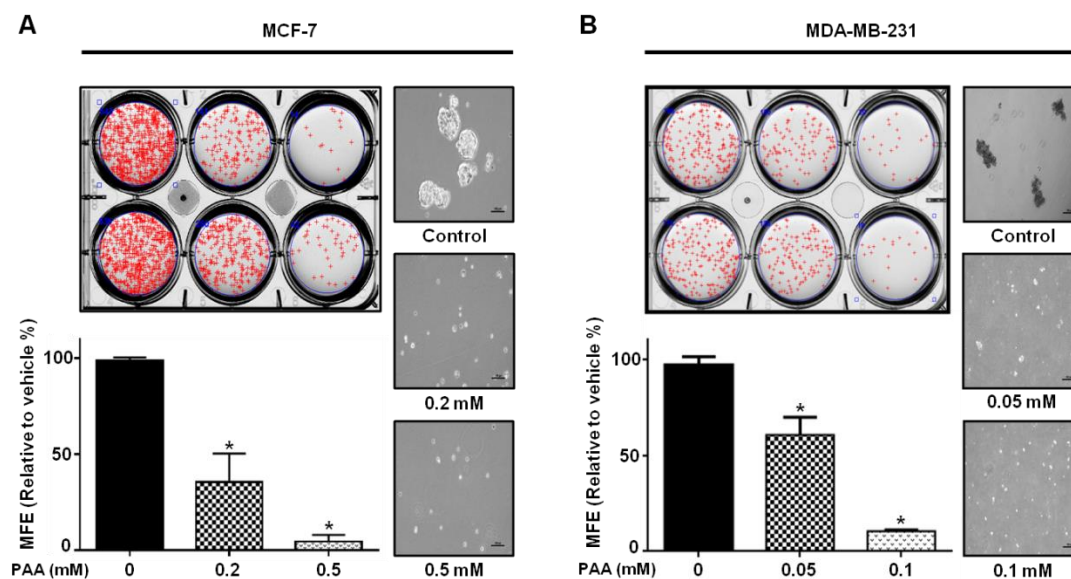 A
MCF-7
Control
0.2 mM
0.5 mM
MFE (Relative to vehicle %)
100
50
0
*
*
PAA (mM)
0
0.2
0.5
B
MDA-MB-231
Control
0.05 mM
0.1 mM
MFE (Relative to vehicle %)
100
50
0
*
*
PAA (mM)
0
0.05
0.1